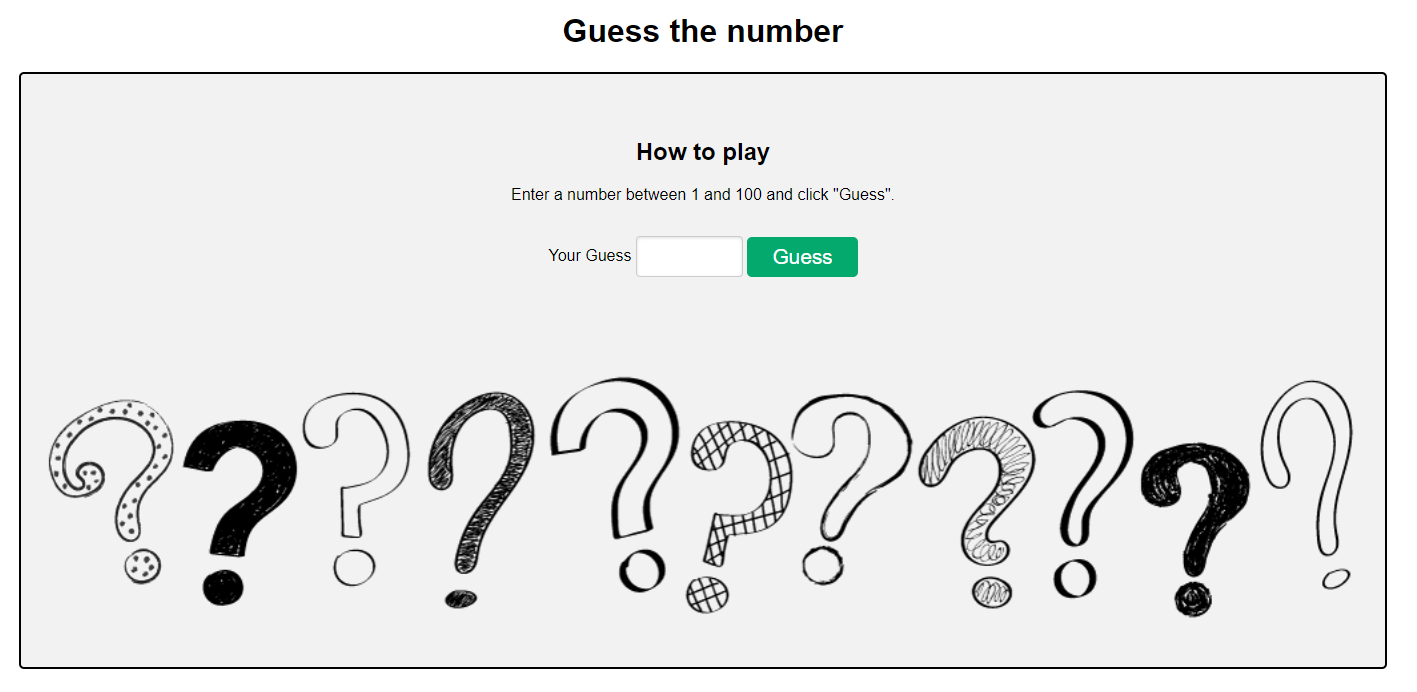 Guess the number
How to play
Enter a number between 1 and 100 and click "Guess".
Your Guess Guess